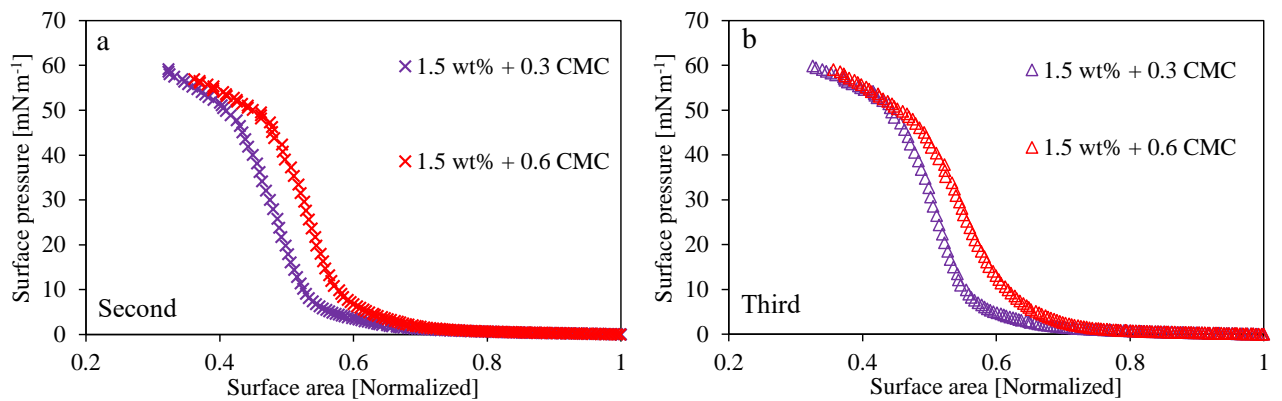 a
Surface pressure [mNm⁻¹]
70
60
50
40
30
20
10
0
1.5 wt% + 0.3 CMC
1.5 wt% + 0.6 CMC
Second
0.2
0.4
0.6
0.8
1
Surface area [Normalized]
b
Surface pressure [mNm⁻¹]
70
60
50
40
30
20
10
0
1.5 wt% + 0.3 CMC
1.5 wt% + 0.6 CMC
Third
0.2
0.4
0.6
0.8
1
Surface area [Normalized]